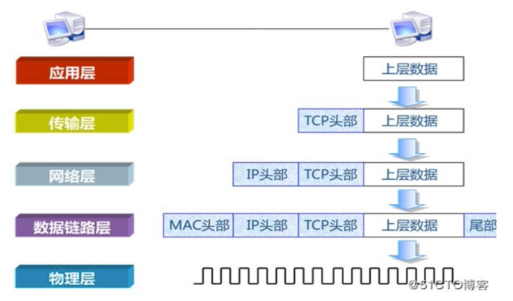 应用层 上层数据
传输层 TCP头部 上层数据
网络层 IP头部 TCP头部 上层数据
数据链路层 MAC头部 IP头部 TCP头部 上层数据 尾部
物理层
@51CTO博客